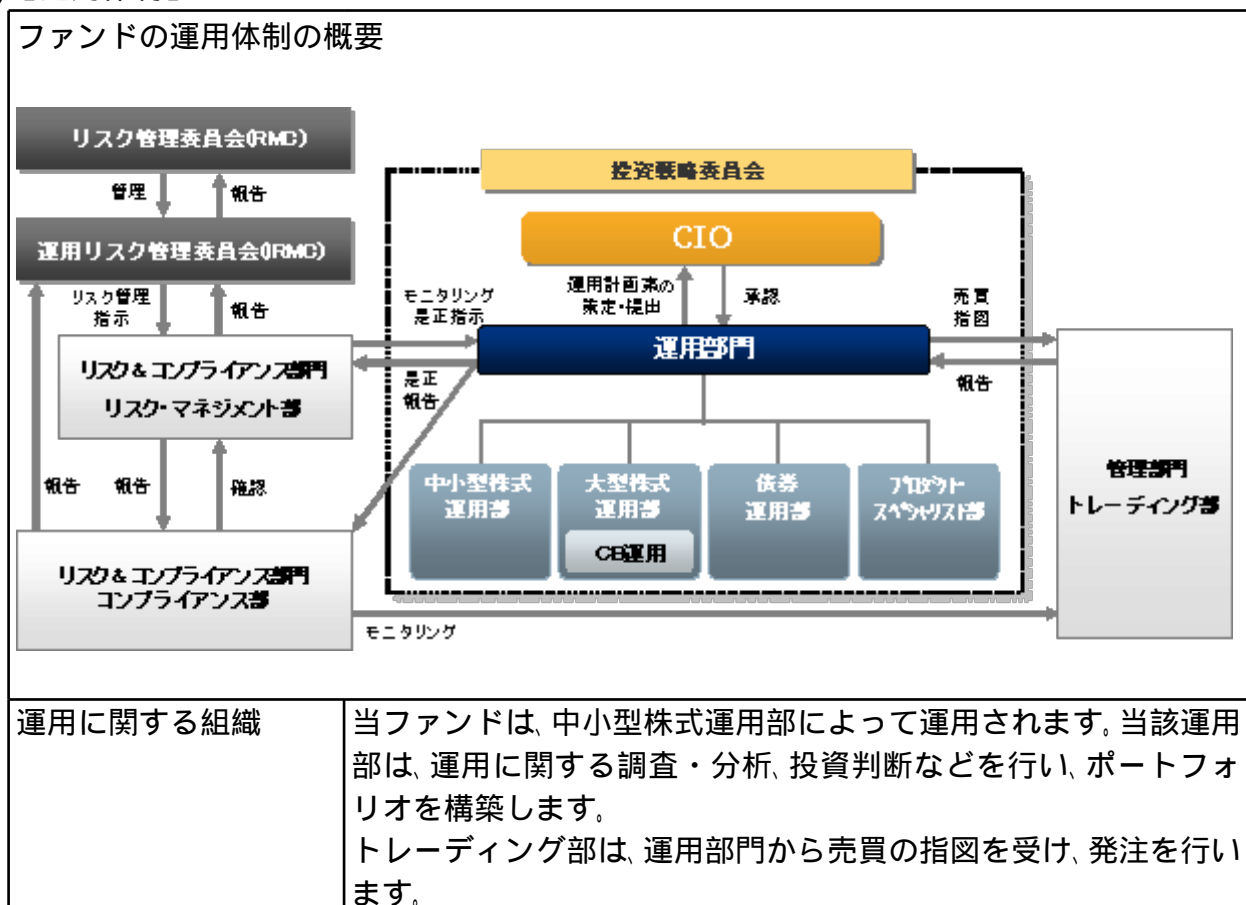 ファンドの運用体制の概要
リスク管理委員会(RMC)
管理
報告
運用リスク管理委員会(IRMC)
リスク管理
指示
報告
リスク&コンプライアンス部門
リスク・マネジメント部
報告
報告
確認
リスク&コンプライアンス部門
コンプライアンス部
モニタリング
是正指示
是正
報告
モニタリング
投資戦略委員会
CIO
運用計画案の
策定・提出
承認
運用部門
中小型株式
運用部
大型株式
運用部
CB運用
債券
運用部
プロダクト
スペシャリスト部
売買
指図
報告
管理部門
トレーディング部
運用に関する組織
当ファンドは、中小型株式運用部によって運用されます。当該運用
部は、運用に関する調査・分析、投資判断などを行い、ポートフォ
リオを構築します。
トレーディング部は、運用部門から売買の指図を受け、発注を行い
ます。